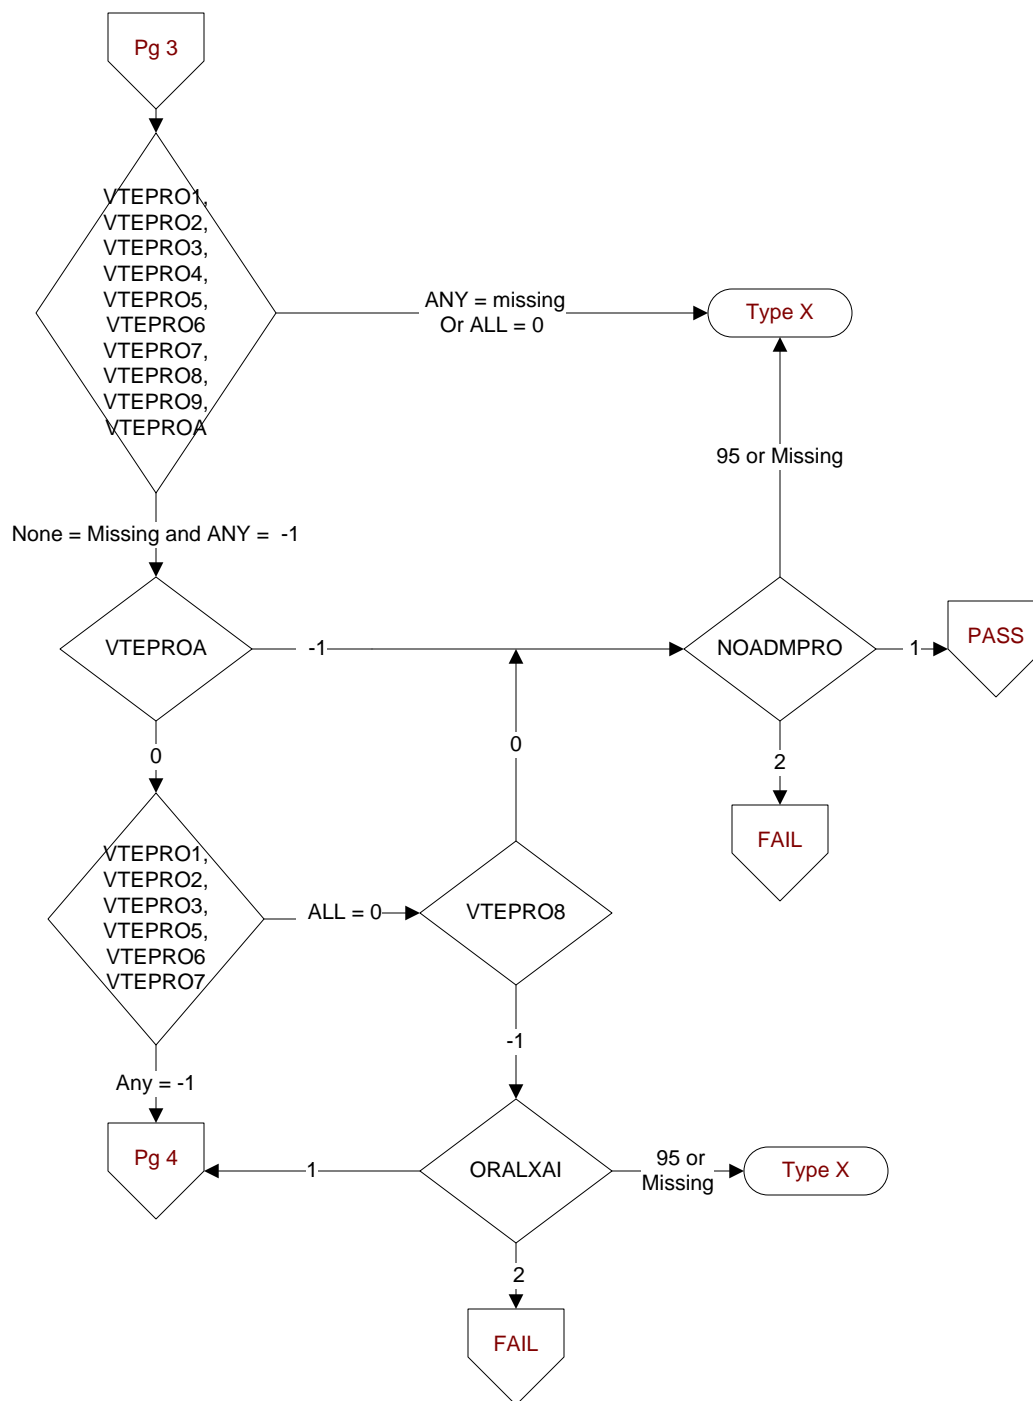 Pg 3
VTEPRO1,
VTEPRO2,
VTEPRO3,
VTEPRO4,
VTEPRO5,
VTEPRO6
VTEPRO7,
VTEPRO8,
VTEPRO9,
VTEPROA
ANY = missing
Or ALL = 0
Type X
95 or Missing
None = Missing and ANY = -1
VTEPROA
-1
NOADMPRO
1
PASS
0
0
2
FAIL
VTEPRO1,
VTEPRO2,
VTEPRO3,
VTEPRO5,
VTEPRO6
VTEPRO7
ALL = 0
VTEPRO8
-1
Any = -1
Pg 4
1
ORALXAI
95 or
Missing
Type X
2
FAIL